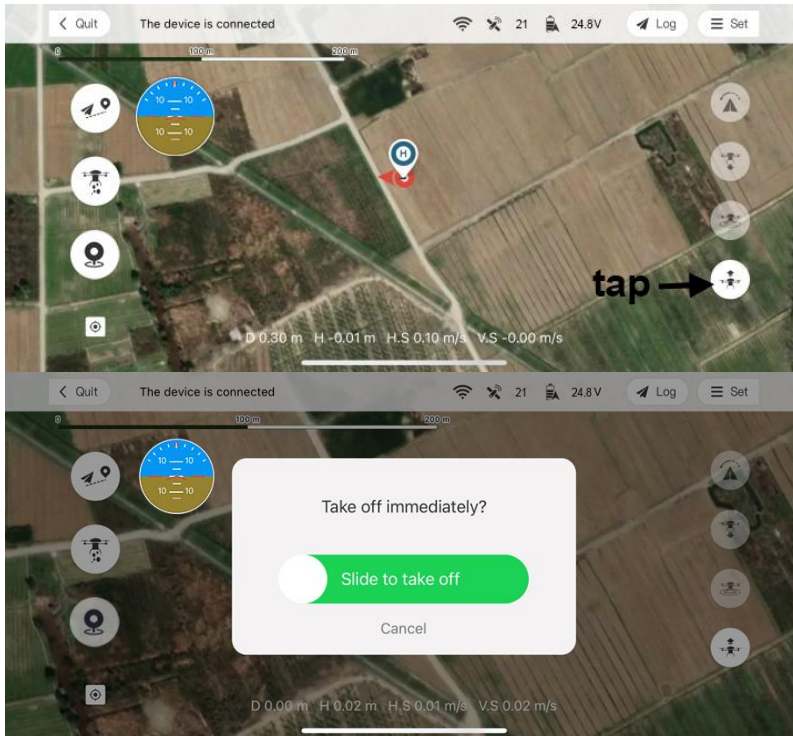 Quit The device is connected 21 24.8V Log Set
0 100 m 200 m
10 10
10 10
H
tap
D 0.30 m H -0.01 m H.S 0.10 m/s V.S -0.00 m/s
Quit The device is connected 21 24.8 V Log Set
0 100 m 200 m
10 10
10 10
Take off immediately?
Slide to take off
Cancel
D 0.00 m H 0.02 m H.S 0.01 m/s V.S 0.02 m/s